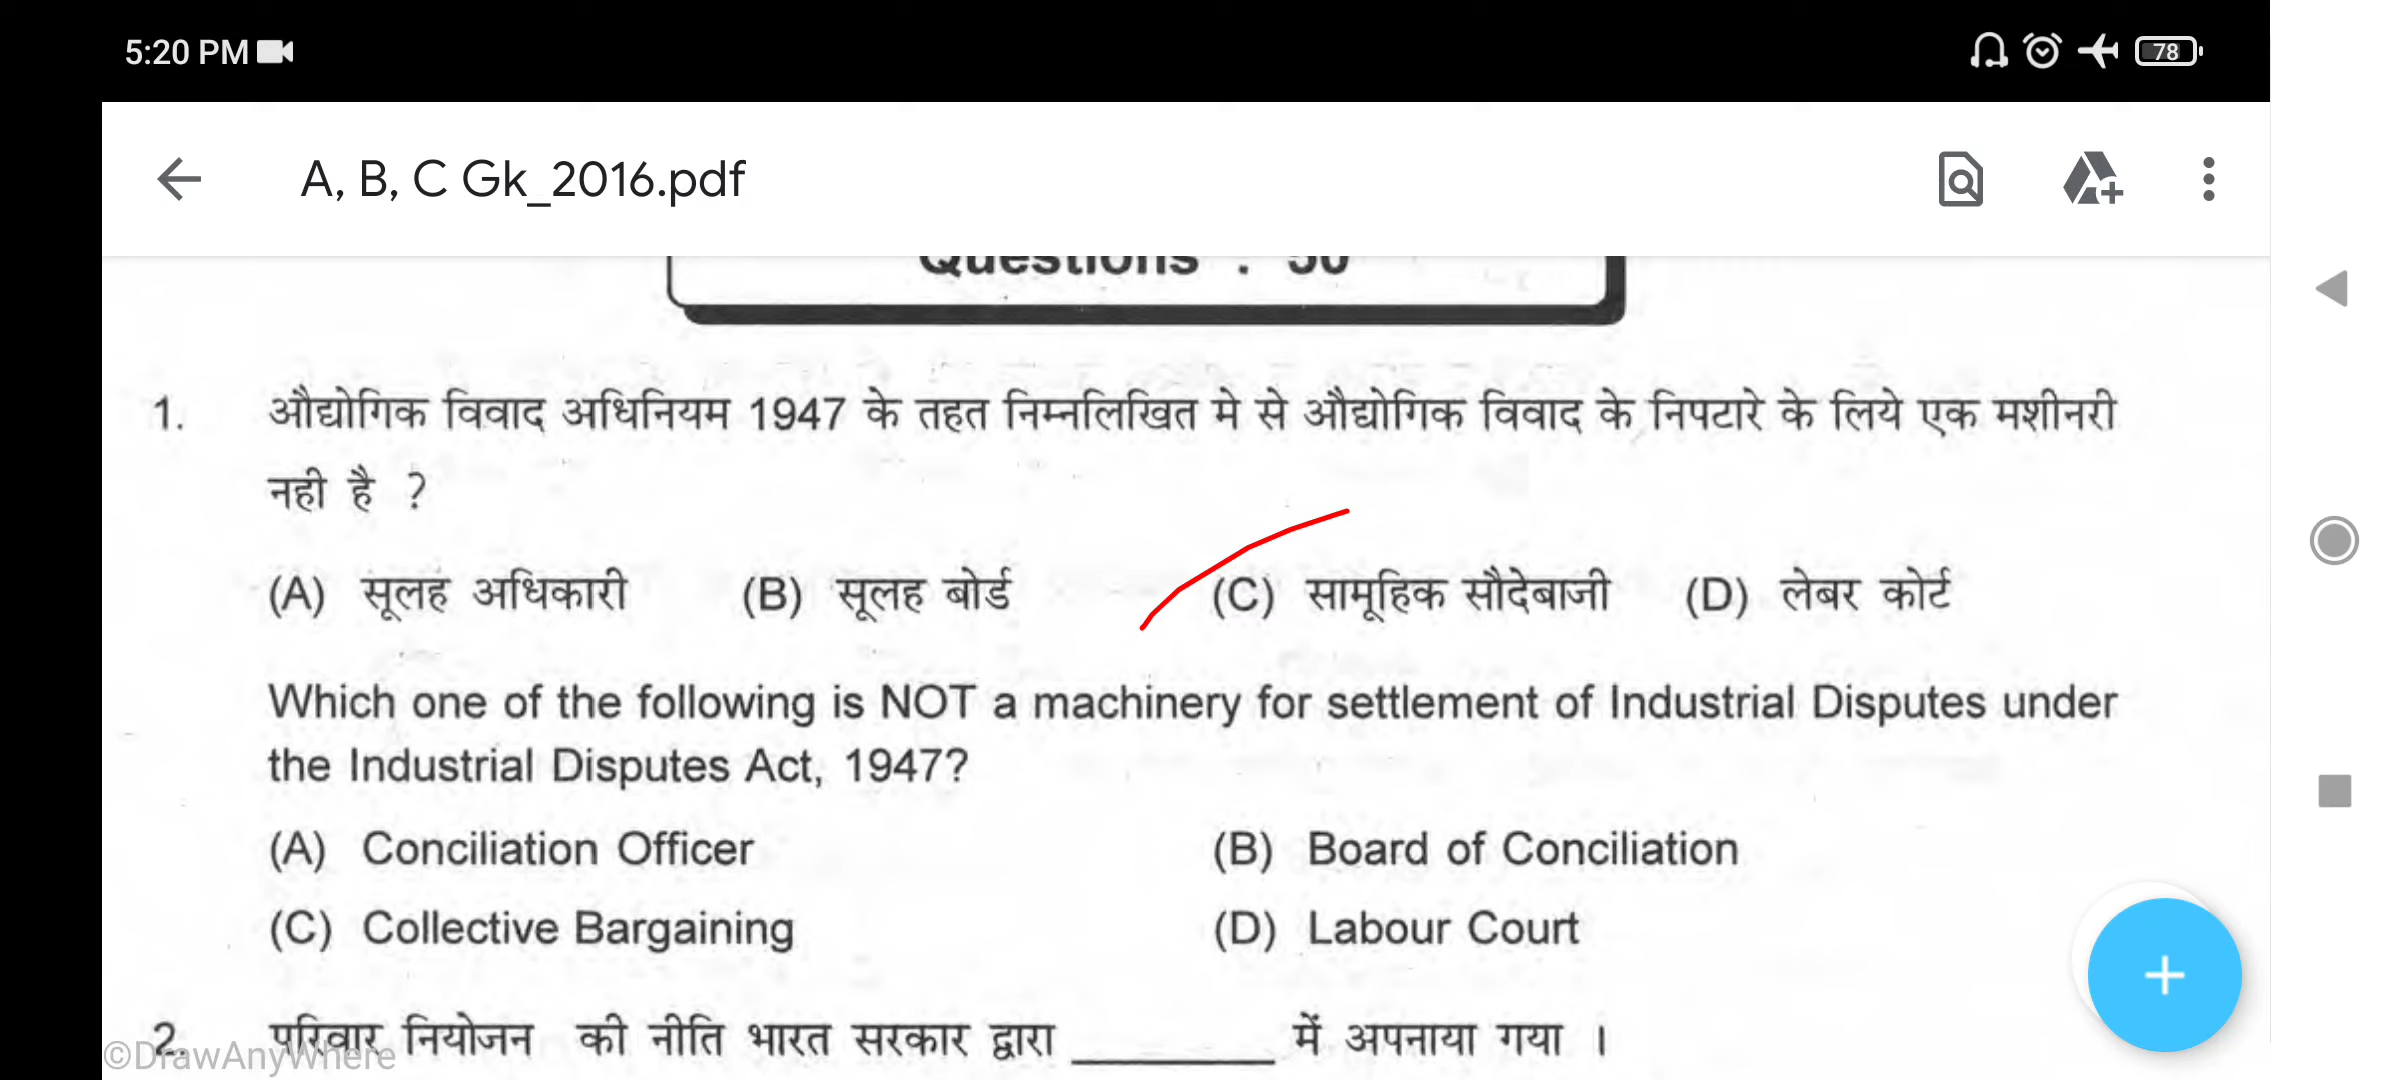 5:20 PM
78
A, B, C Gk_2016.pdf
Questions : 50
1. औद्योगिक विवाद अधिनियम 1947 के तहत निम्नलिखित मे से औद्योगिक विवाद के निपटारे के लिये एक मशीनरी
नही है ?
(A) सूलह अधिकारी (B) सूलह बोर्ड (C) सामूहिक सौदेबाजी (D) लेबर कोर्ट
Which one of the following is NOT a machinery for settlement of Industrial Disputes under
the Industrial Disputes Act, 1947?
(A) Conciliation Officer (B) Board of Conciliation
(C) Collective Bargaining (D) Labour Court
2. परिवार नियोजन की नीति भारत सरकार द्वारा ________ में अपनाया गया ।
©DrawAnyWhere